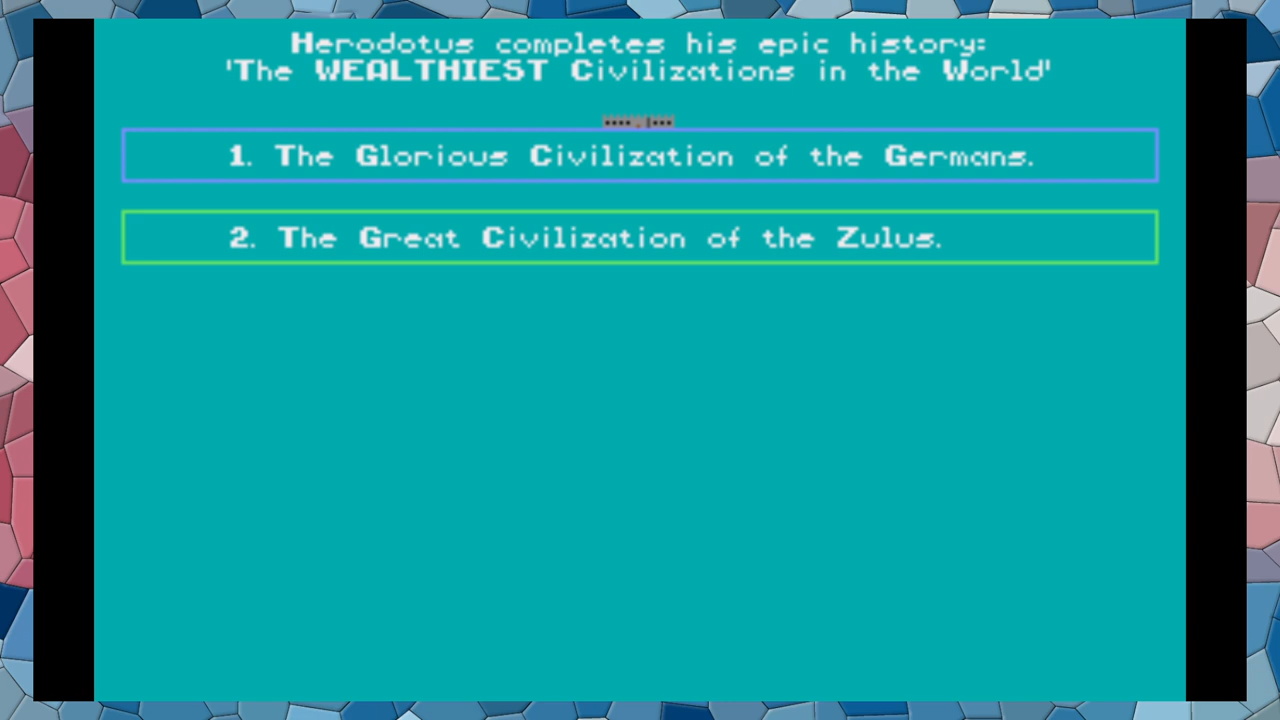 Herodotus completes his epic history:
'The WEALTHIEST Civilizations in the World'
1. The Glorious Civilization of the Germans.
2. The Great Civilization of the Zulus.